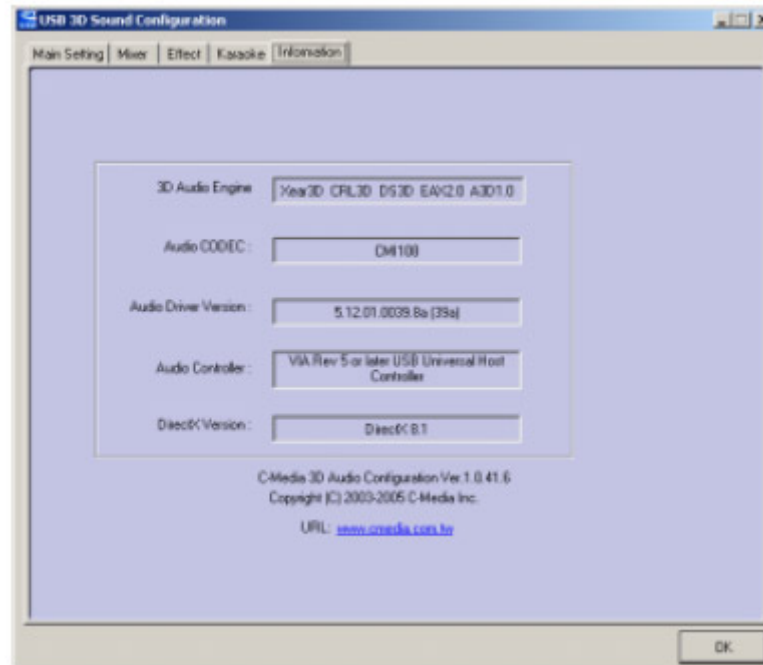 USB 3D Sound Configuration
Main Setting Mixer Effect Karaoke Information
3D Audio Engine Xear3D CRL3D DS3D EAX2.0 A3D1.0
Audio CODEC : CMI108
Audio Driver Version : 5.12.01.0039.8a (39a)
Audio Controller : VIA Rev 5 or later USB Universal Host
Controller
DirectX Version : DirectX 8.1
C-Media 3D Audio Configuration Ver.1.0.41.6
Copyright (C) 2003-2005 C-Media Inc.
URL: www.cmedia.com.tw
OK